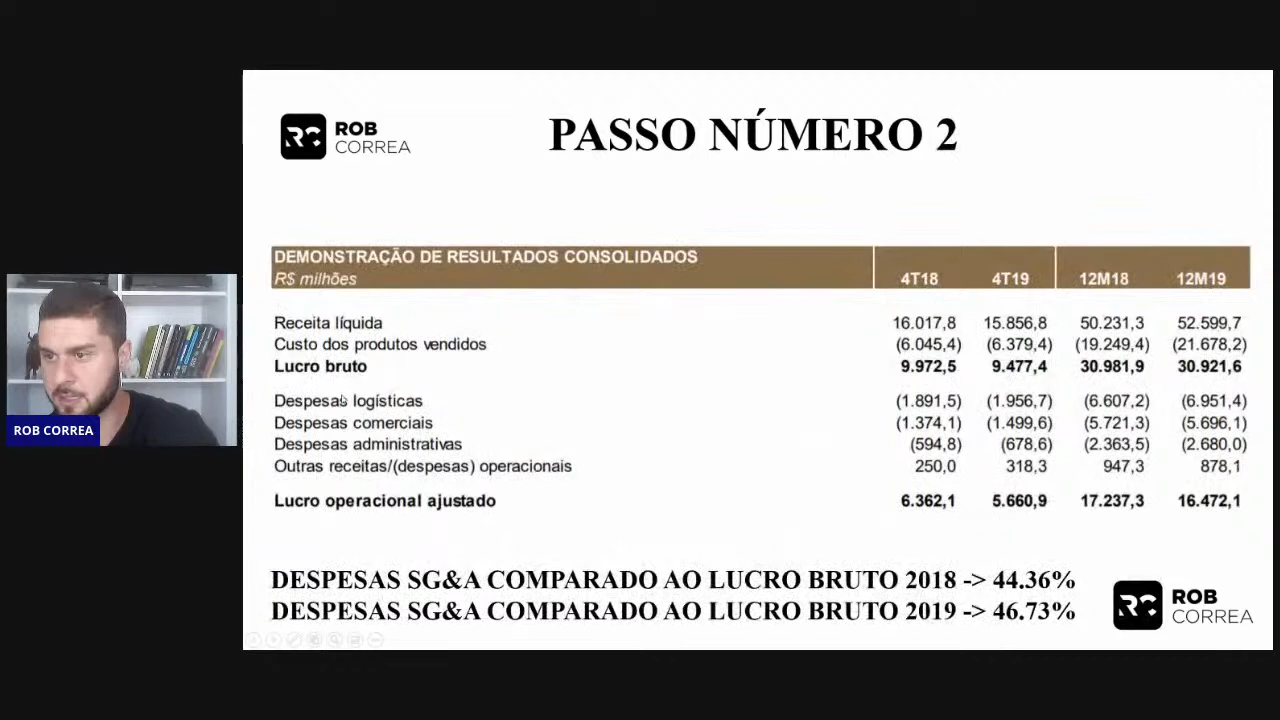 RC ROB
CORREA
PASSO NÚMERO 2
DEMONSTRAÇÃO DE RESULTADOS CONSOLIDADOS
R$ milhões 4T18 4T19 12M18 12M19
Receita líquida 16.017,8 15.856,8 50.231,3 52.599,7
Custo dos produtos vendidos (6.045,4) (6.379,4) (19.249,4) (21.678,2)
Lucro bruto 9.972,5 9.477,4 30.981,9 30.921,6
Despesas logísticas (1.891,5) (1.956,7) (6.607,2) (6.951,4)
Despesas comerciais (1.374,1) (1.499,6) (5.721,3) (5.696,1)
Despesas administrativas (594,8) (678,6) (2.363,5) (2.680,0)
Outras receitas/(despesas) operacionais 250,0 318,3 947,3 878,1
Lucro operacional ajustado 6.362,1 5.660,9 17.237,3 16.472,1
ROB CORREA
DESPESAS SG&A COMPARADO AO LUCRO BRUTO 2018 -> 44.36%
DESPESAS SG&A COMPARADO AO LUCRO BRUTO 2019 -> 46.73%
RC ROB
CORREA